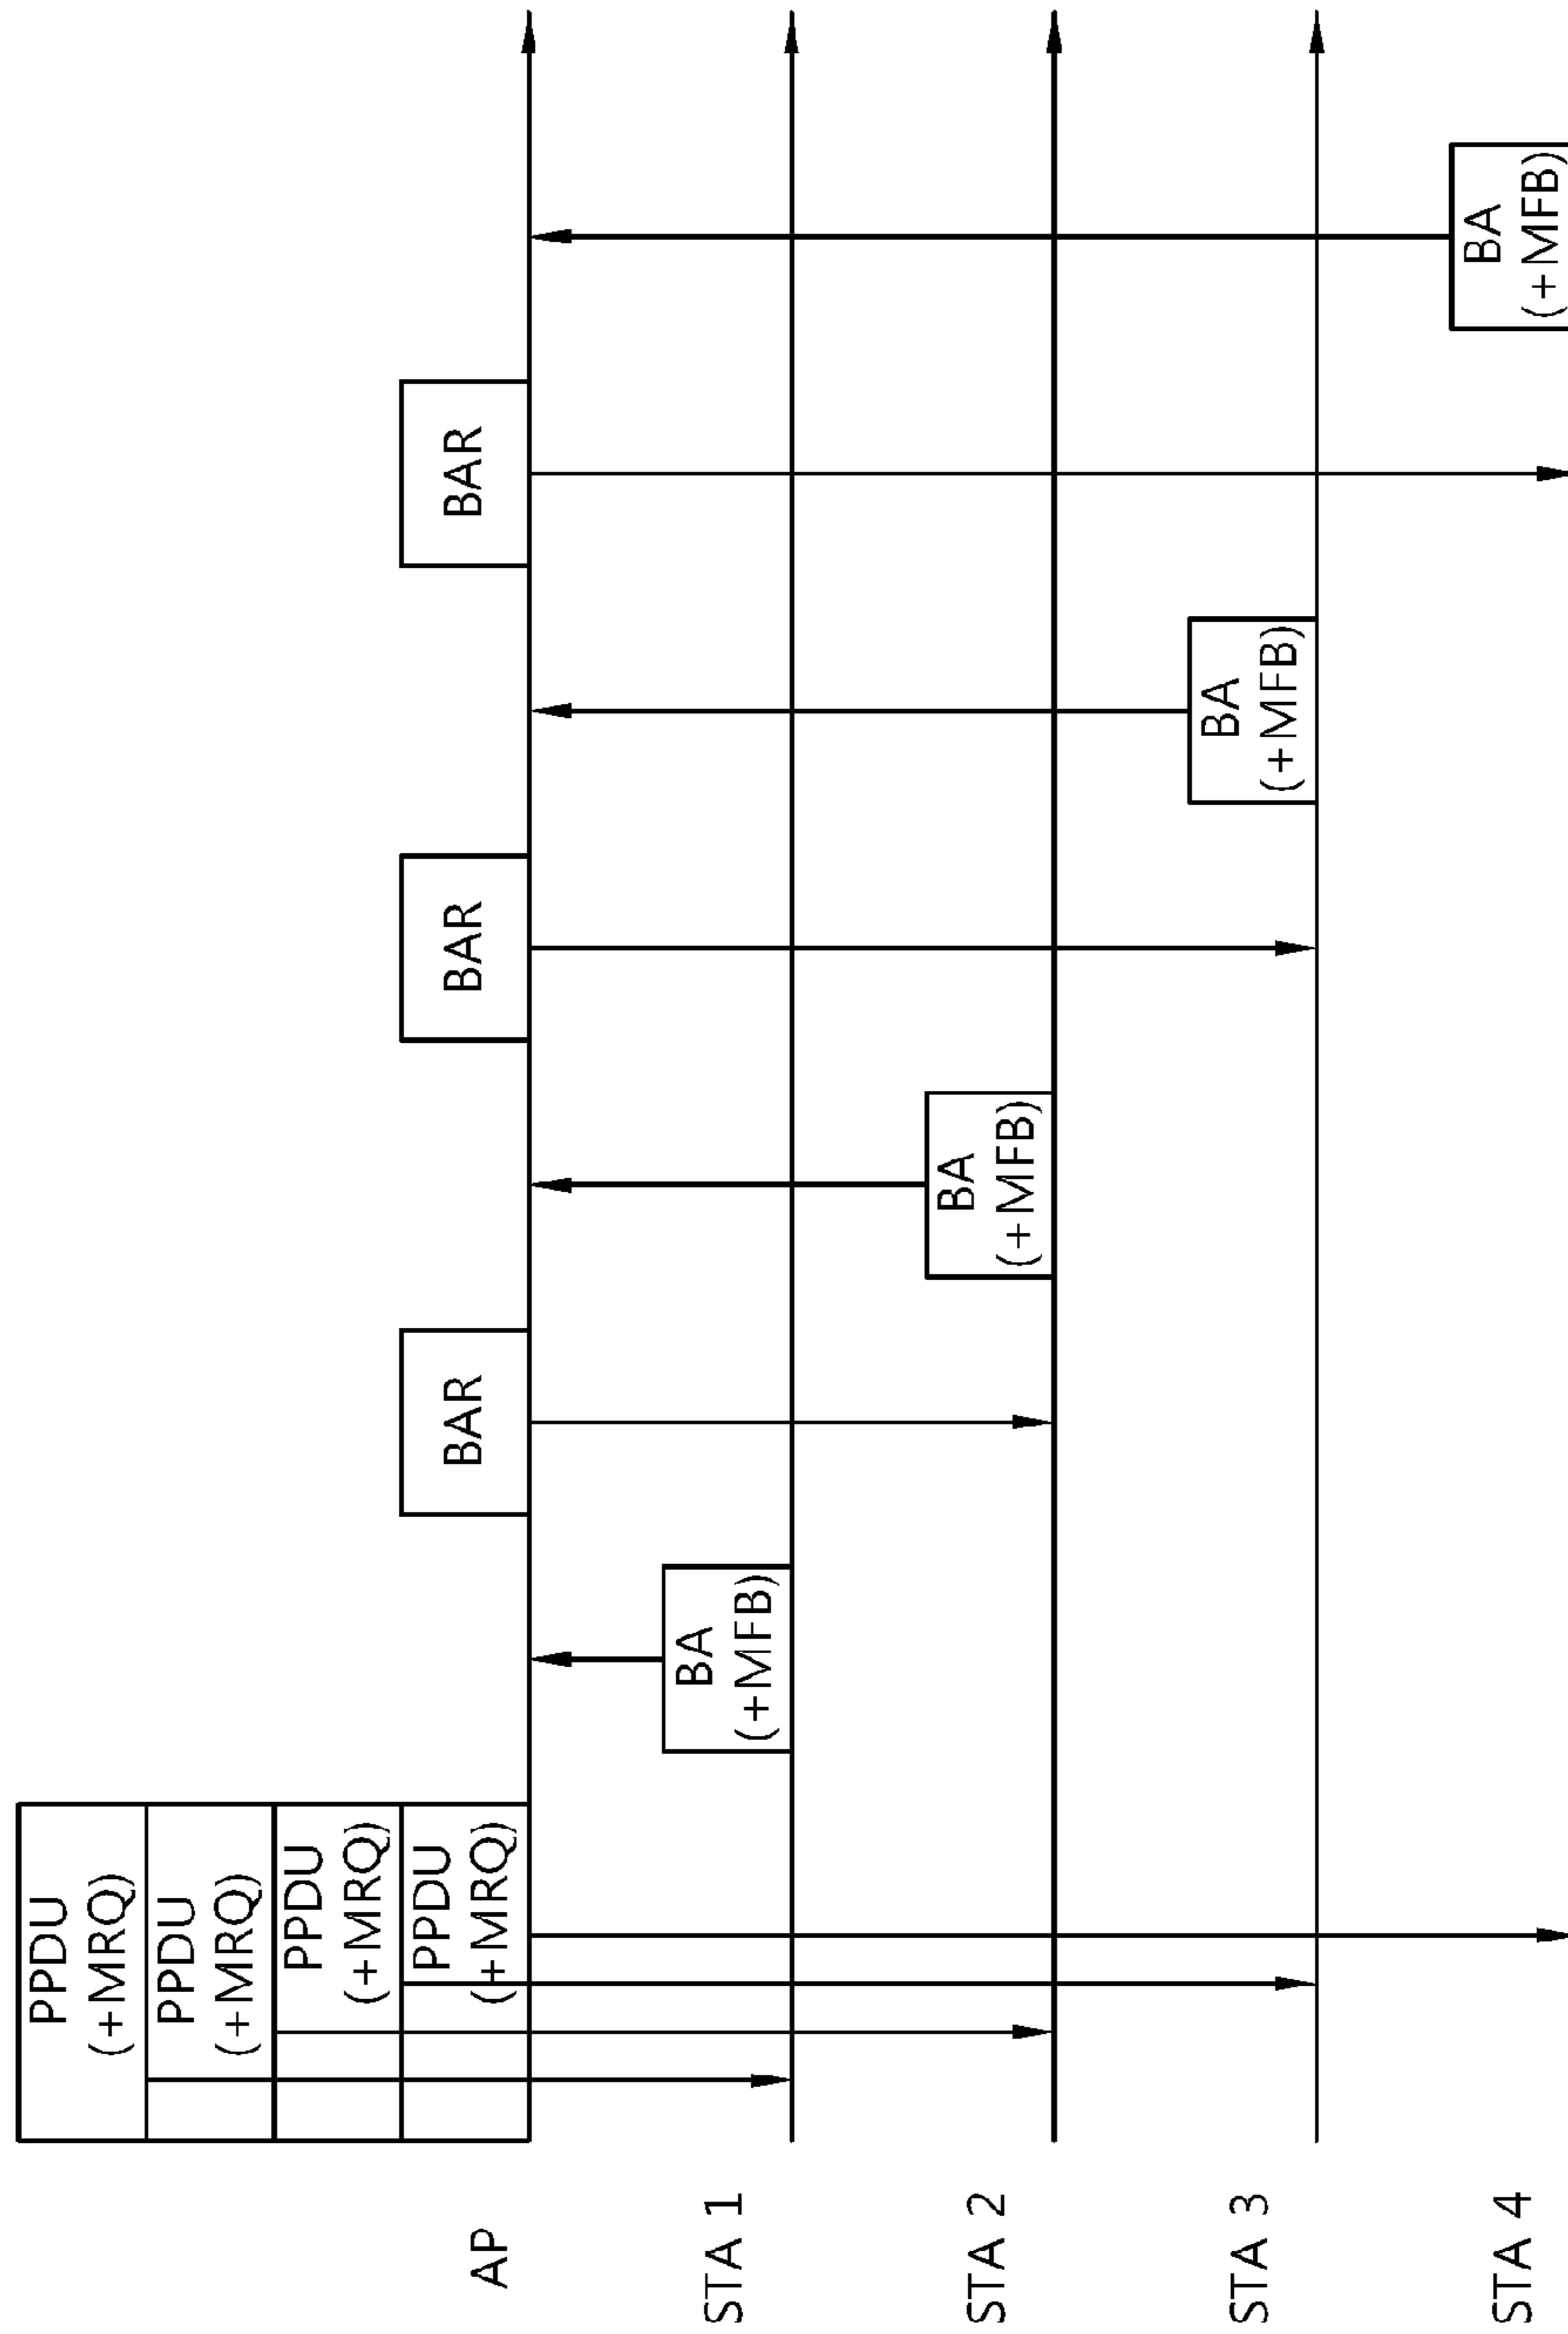 PPDU
(+MRQ)
PPDU
(+MRQ)
PPDU
(+MRQ)
PPDU
(+MRQ)
AP
BAR
BAR
BAR
STA 1
BA
(+MFB)
STA 2
BA
(+MFB)
STA 3
BA
(+MFB)
STA 4
BA
(+MFB)